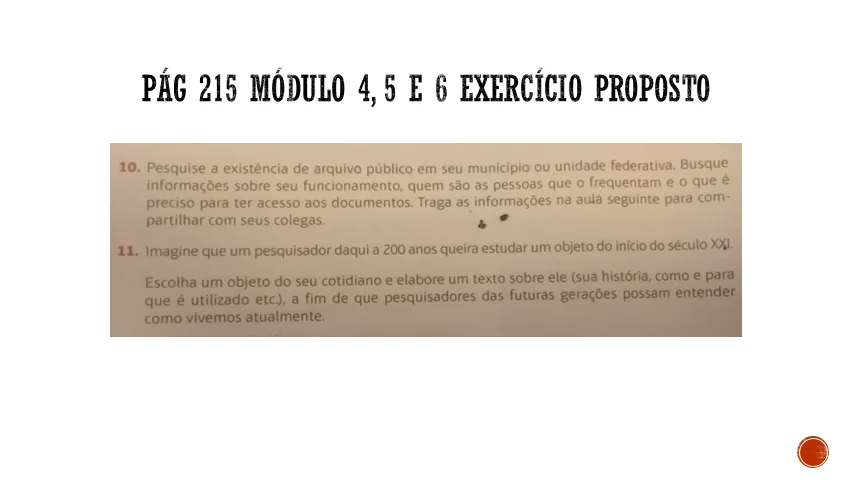 PÁG 215 MÓDULO 4, 5 E 6 EXERCÍCIO PROPOSTO
10. Pesquise a existência de arquivo público em seu município ou unidade federativa. Busque
informações sobre seu funcionamento, quem são as pessoas que o frequentam e o que é
preciso para ter acesso aos documentos. Traga as informações na aula seguinte para com-
partilhar com seus colegas.
11. Imagine que um pesquisador daqui a 200 anos queira estudar um objeto do início do século XXI.
Escolha um objeto do seu cotidiano e elabore um texto sobre ele (sua história, como e para
que é utilizado etc.), a fim de que pesquisadores das futuras gerações possam entender
como vivemos atualmente.